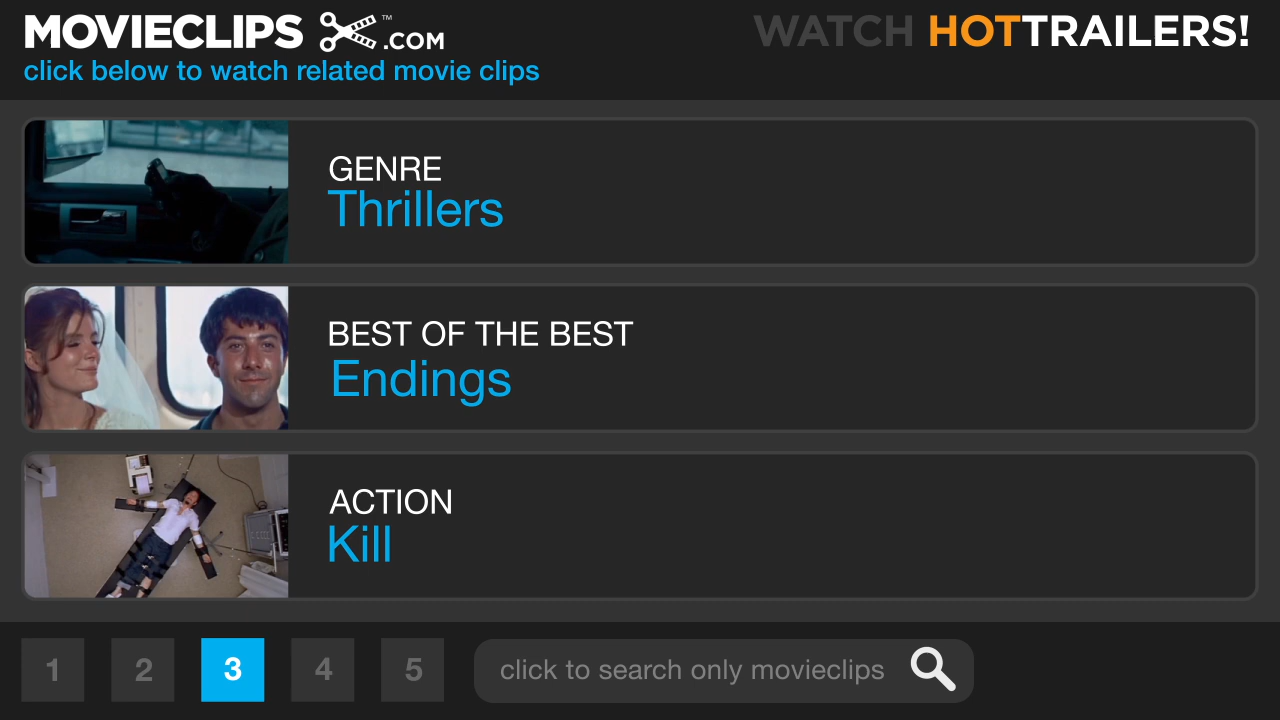 MOVIECLIPS ™ .COM
WATCH HOTTRAILERS!
click below to watch related movie clips
GENRE
Thrillers
BEST OF THE BEST
Endings
ACTION
Kill
1 2 3 4 5
click to search only movieclips